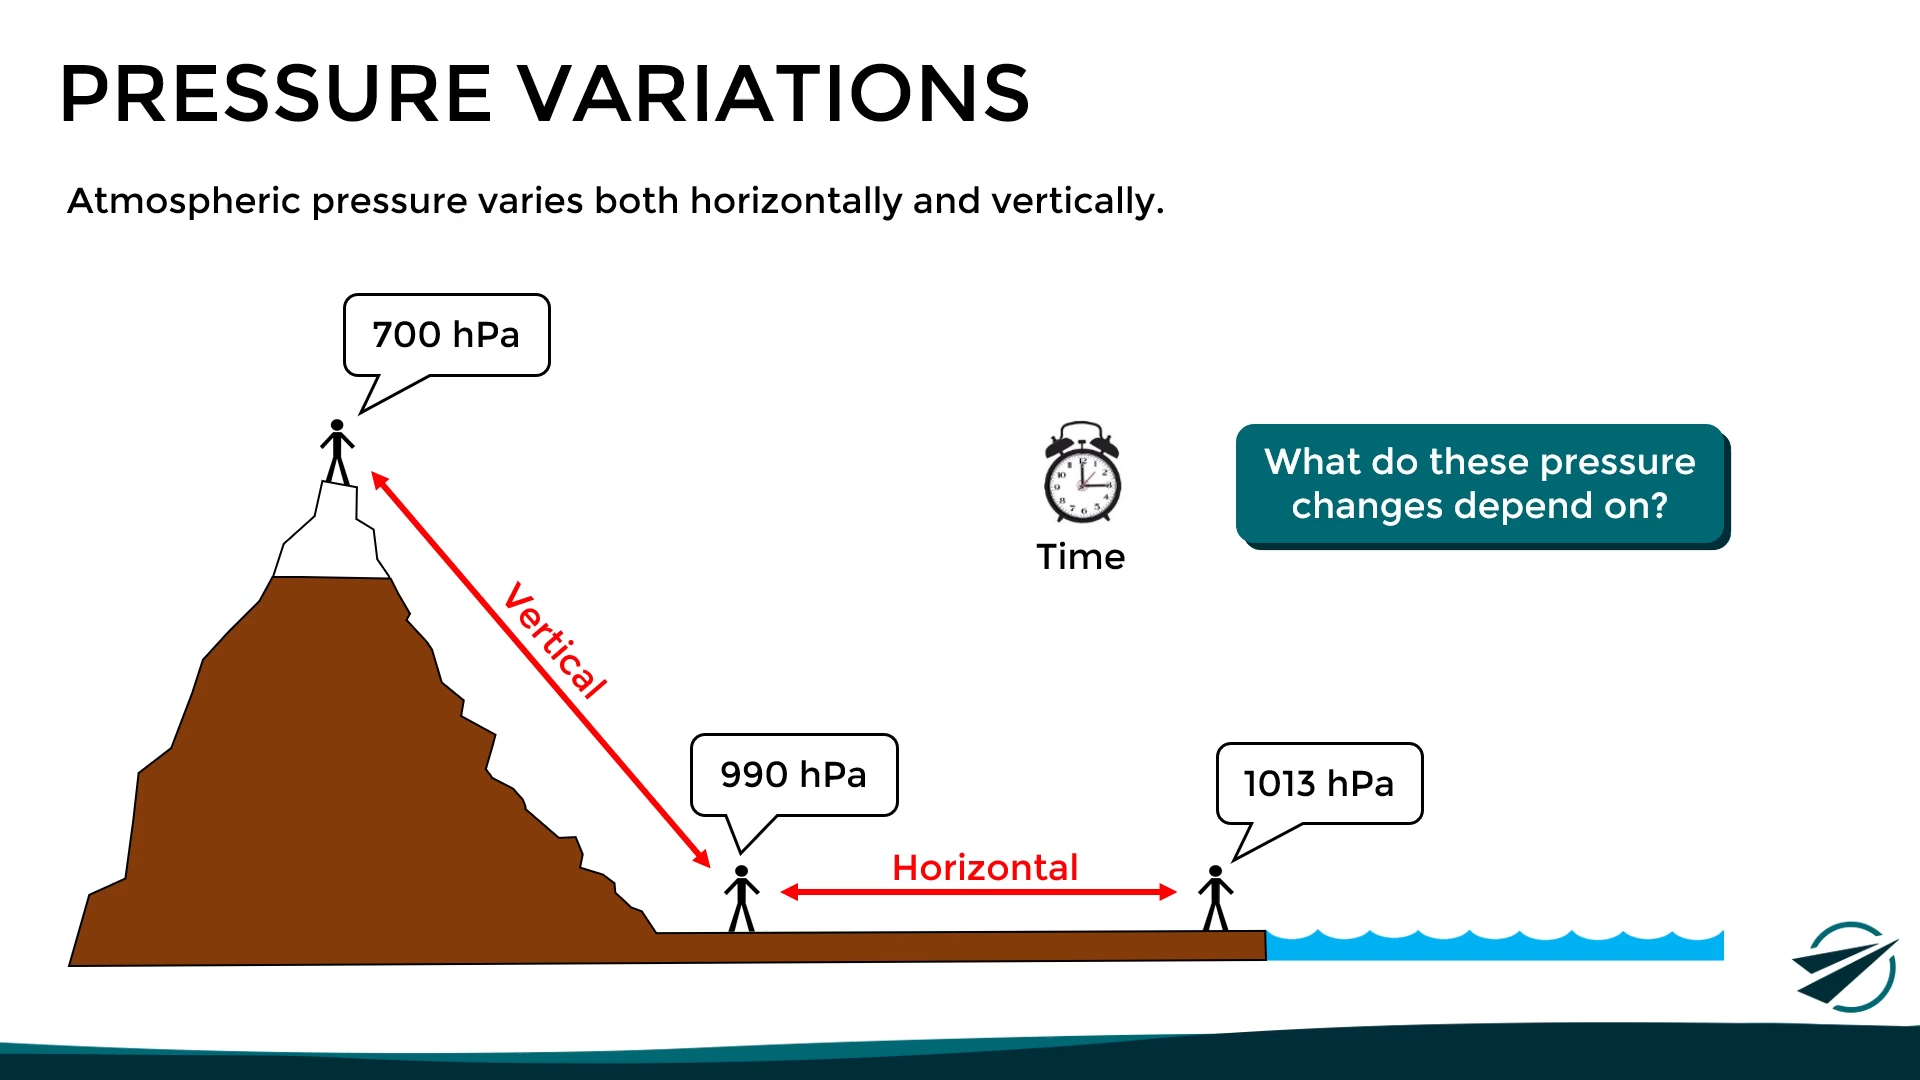 PRESSURE VARIATIONS
Atmospheric pressure varies both horizontally and vertically.
700 hPa
Time
What do these pressure
changes depend on?
Vertical
990 hPa
1013 hPa
Horizontal